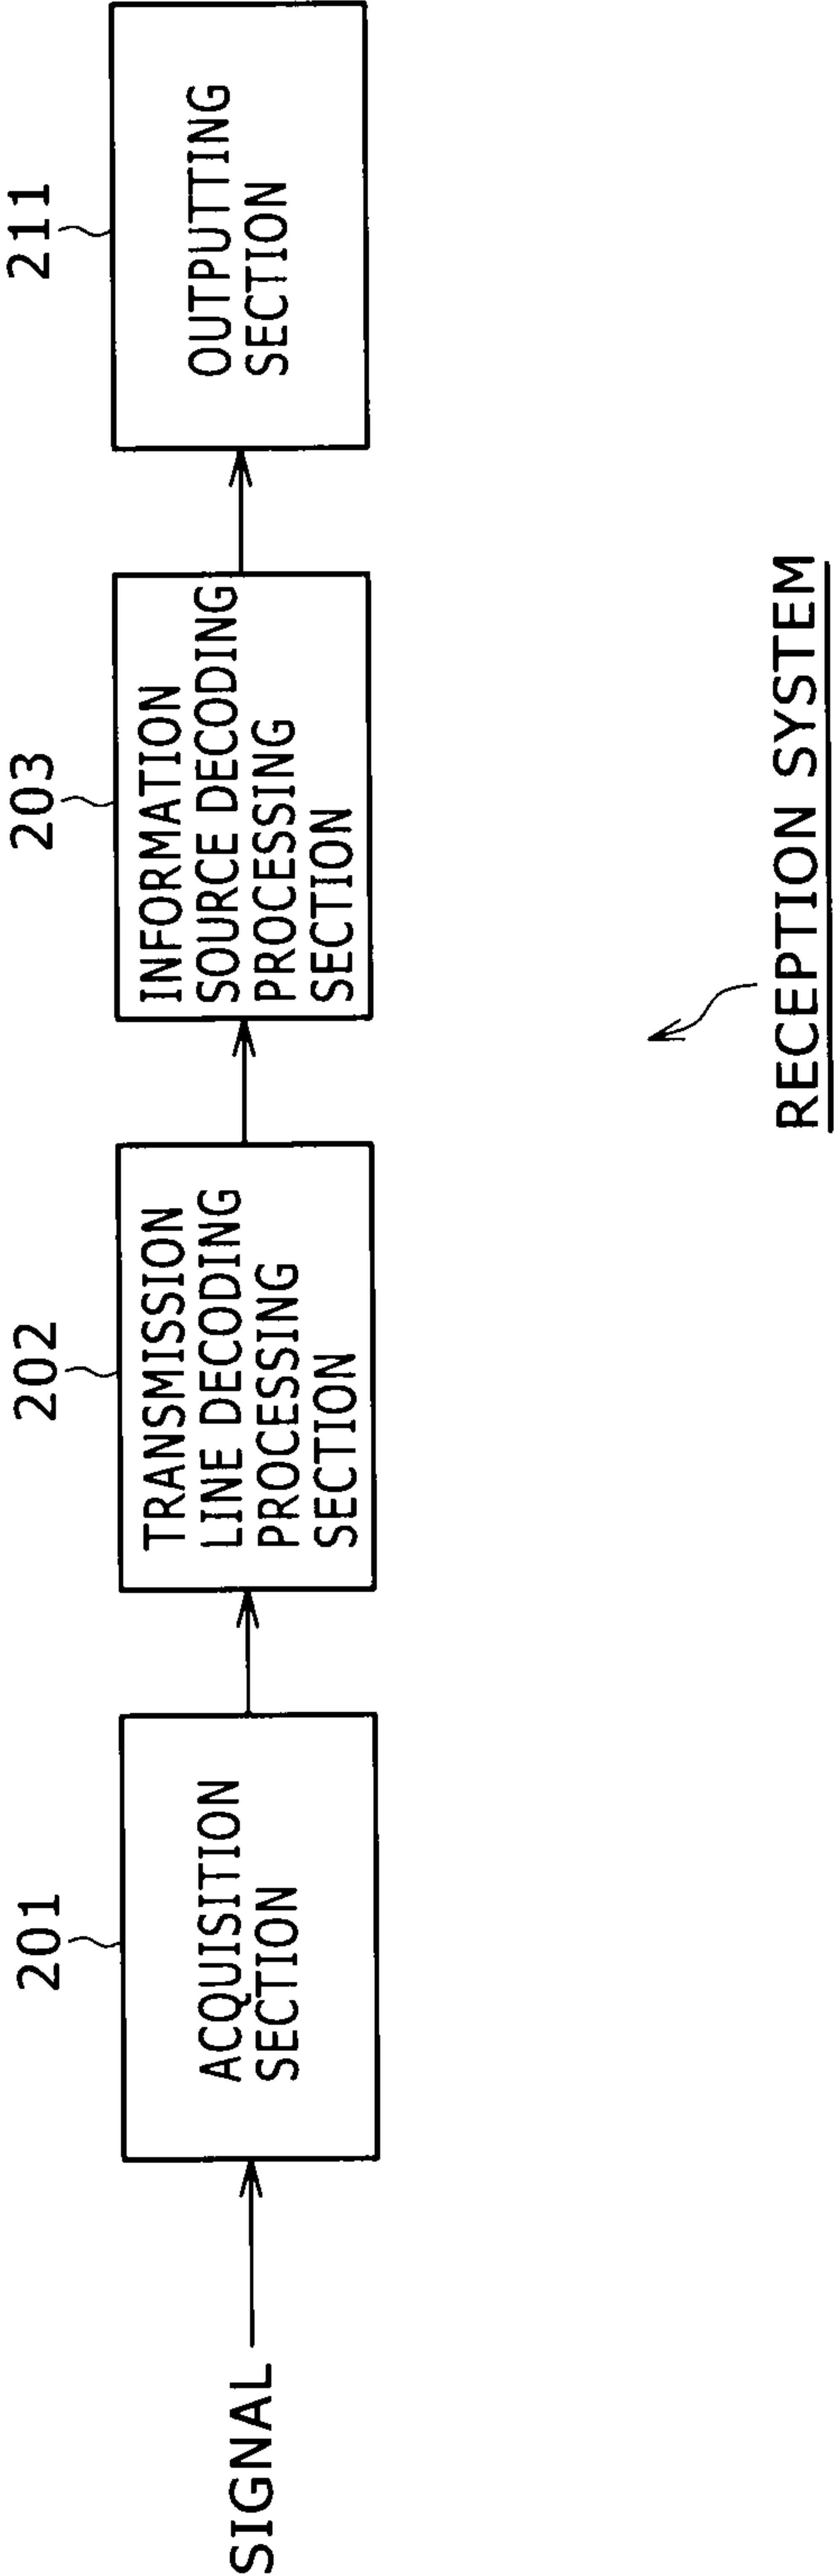 201
202
203
211
SIGNAL
ACQUISITION
SECTION
TRANSMISSION
LINE DECODING
PROCESSING
SECTION
INFORMATION
SOURCE DECODING
PROCESSING
SECTION
OUTPUTTING
SECTION
RECEPTION SYSTEM